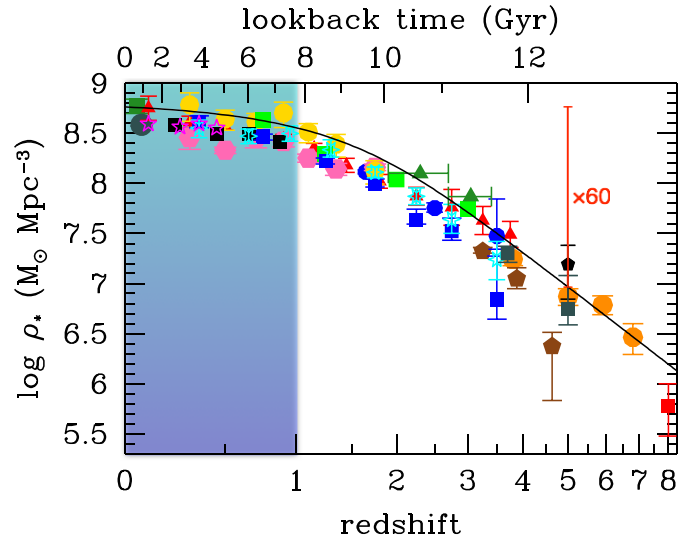 lookback time (Gyr)
0 2 4 6 8 10 12
9
8.5
8
7.5
7
6.5
6
5.5
log ρ* (M⊙ Mpc⁻³)
×60
0 1 2 3 4 5 6 7 8
redshift